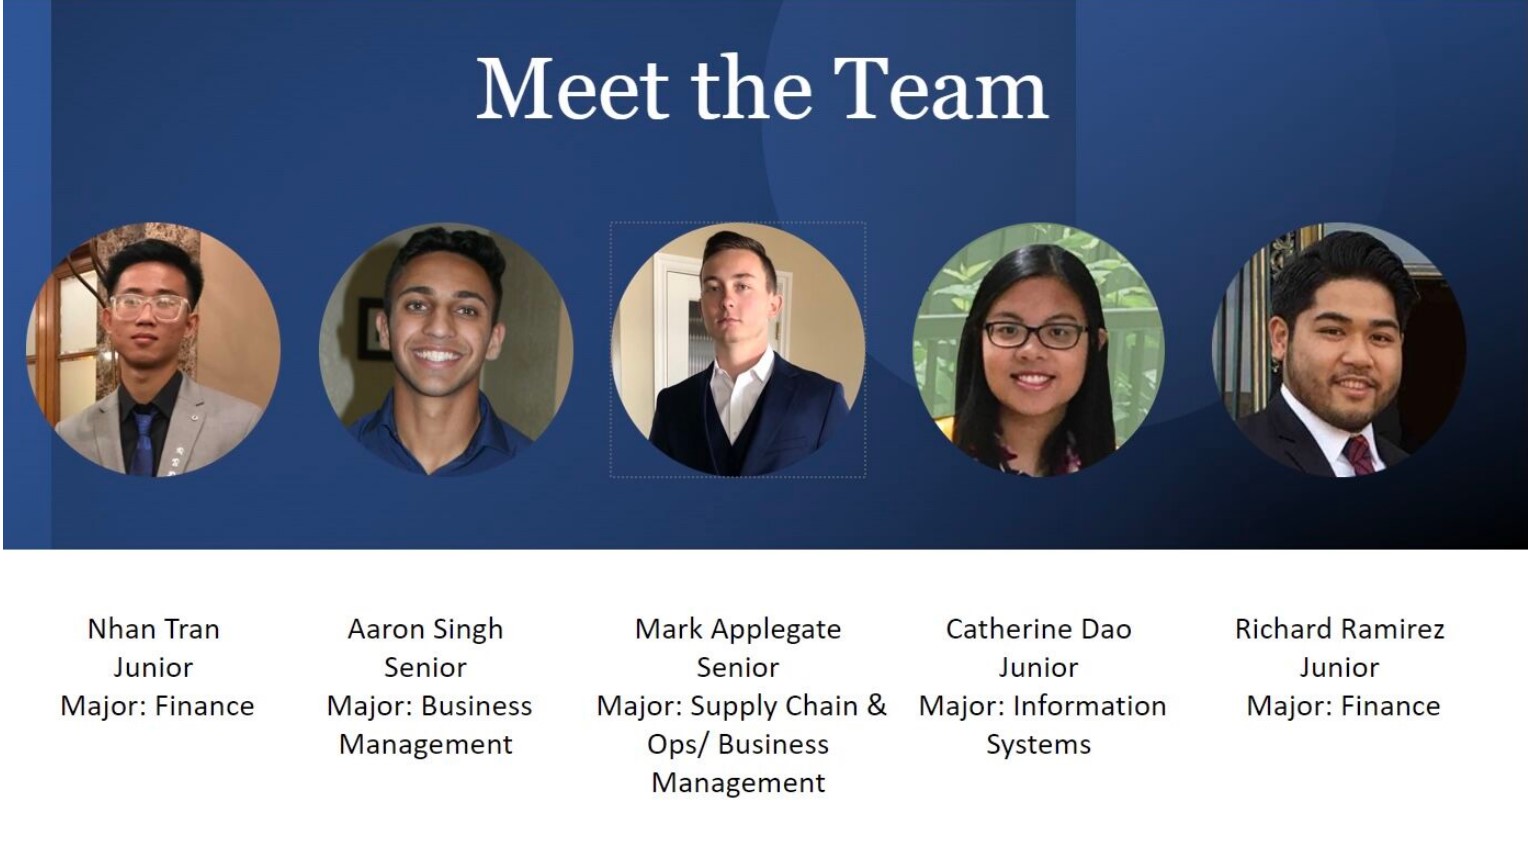 Meet the Team
Nhan Tran
Junior
Major: Finance
Aaron Singh
Senior
Major: Business
Management
Mark Applegate
Senior
Major: Supply Chain &
Ops/ Business
Management
Catherine Dao
Junior
Major: Information
Systems
Richard Ramirez
Junior
Major: Finance